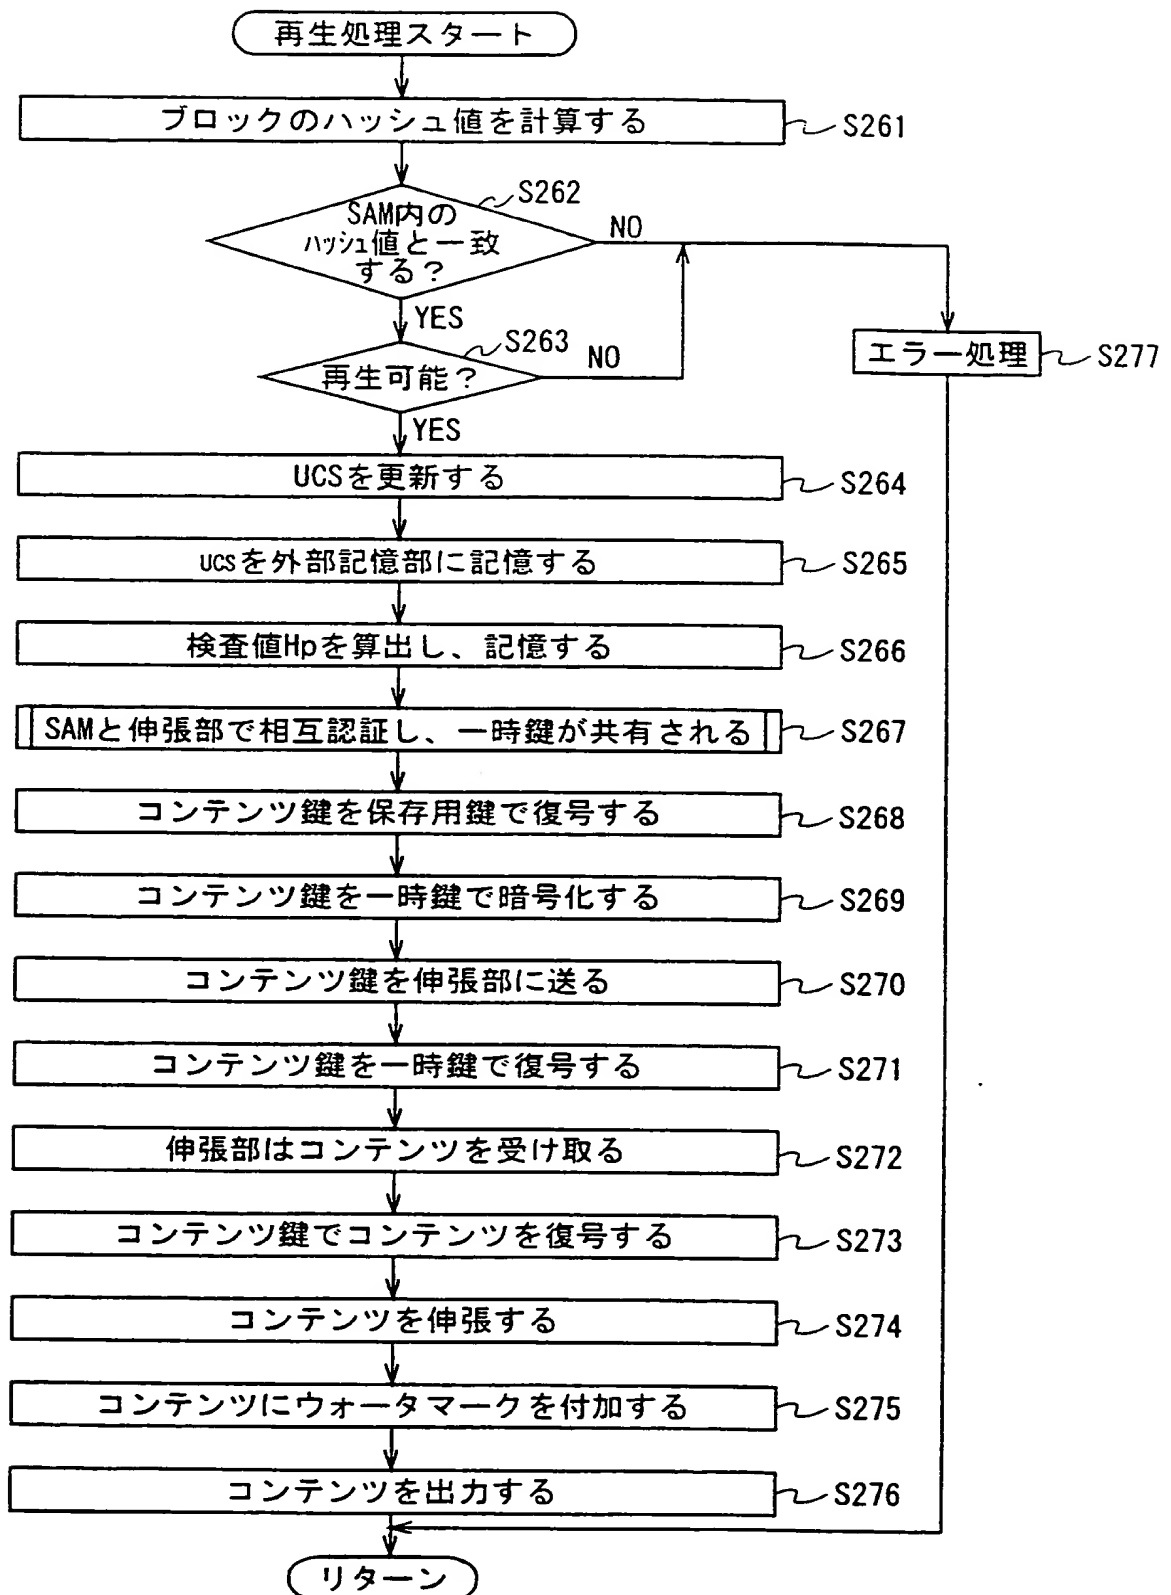 再生処理スタート
ブロックのハッシュ値を計算する
S261
S262
SAM内の
ハッシュ値と一致
する?
NO
YES
S263
再生可能?
NO
YES
エラー処理
S277
UCSを更新する
S264
UCSを外部記憶部に記憶する
S265
検査値Hpを算出し、記憶する
S266
SAMと伸張部で相互認証し、一時鍵が共有される
S267
コンテンツ鍵を保存用鍵で復号する
S268
コンテンツ鍵を一時鍵で暗号化する
S269
コンテンツ鍵を伸張部に送る
S270
コンテンツ鍵を一時鍵で復号する
S271
伸張部はコンテンツを受け取る
S272
コンテンツ鍵でコンテンツを復号する
S273
コンテンツを伸張する
S274
コンテンツにウォータマークを付加する
S275
コンテンツを出力する
S276
リターン